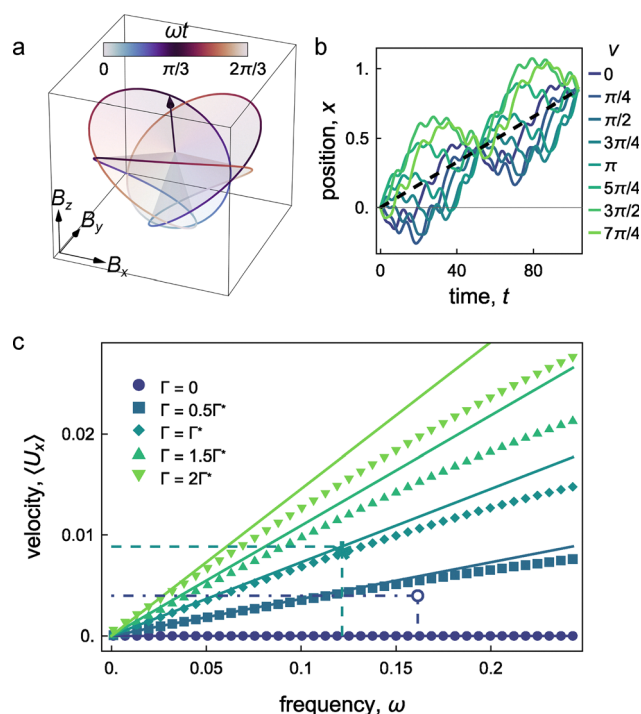 a
ωt
0 π/3 2π/3
B_z
B_y
B_x
b
ν
position, x
1.
0.5
0.
0 40 80
time, t
0
π/4
π/2
3π/4
π
5π/4
3π/2
7π/4
c
velocity, ⟨U_x⟩
0.02
0.01
0.
Γ = 0
Γ = 0.5Γ*
Γ = Γ*
Γ = 1.5Γ*
Γ = 2Γ*
0. 0.05 0.1 0.15 0.2
frequency, ω